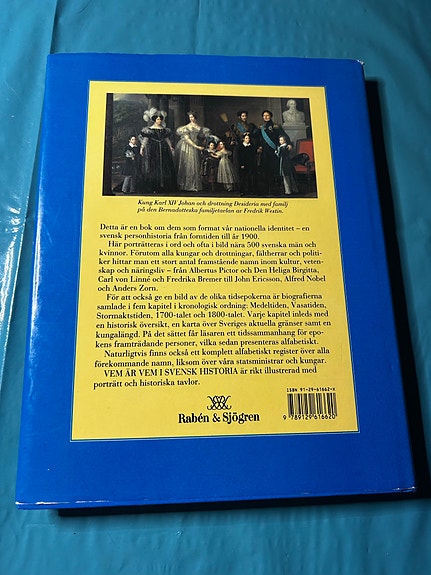 Kung Karl XIV Johan och drottning Desideria med familj
på den Bernadotteska familjetavlan av Fredrik Westin.
Detta är en bok om dem som format vår nationella identitet – en
svensk personhistoria från forntiden till år 1900.
Här porträtteras i ord och ofta i bild nära 500 svenska män och
kvinnor. Förutom alla kungar och drottningar, fältherrar och politi-
ker hittar man ett stort antal framstående namn inom kultur, veten-
skap och näringsliv – från Albertus Pictor och Den Heliga Birgitta,
Carl von Linné och Fredrika Bremer till John Ericsson, Alfred Nobel
och Anders Zorn.
För att också ge en bild av de olika tidsepokerna är biografierna
samlade i fem kapitel i kronologisk ordning: Medeltiden, Vasatiden,
Stormaktstiden, 1700-talet och 1800-talet. Varje kapitel inleds med
en historisk översikt, en karta över Sveriges aktuella gränser samt en
kungalängd. På det sättet får läsaren ett tidssammanhang för epo-
kens framträdande personer, vilka sedan presenteras alfabetiskt.
Naturligtvis finns också ett komplett alfabetiskt register över alla
förekommande namn, liksom över våra statsministrar och kungar.
VEM ÄR VEM I SVENSK HISTORIA är rikt illustrerad med
porträtt och historiska tavlor.
Rabén & Sjögren
ISBN 91-29-61662-X
9 789129 616620